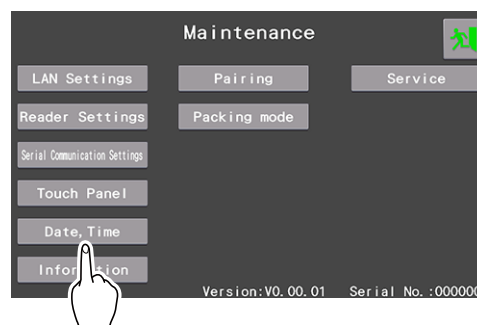 Maintenance
LAN Settings
Pairing
Service
Reader Settings
Packing mode
Serial Communication Settings
Touch Panel
Date, Time
Version:V0.00.01
Serial No.:000000